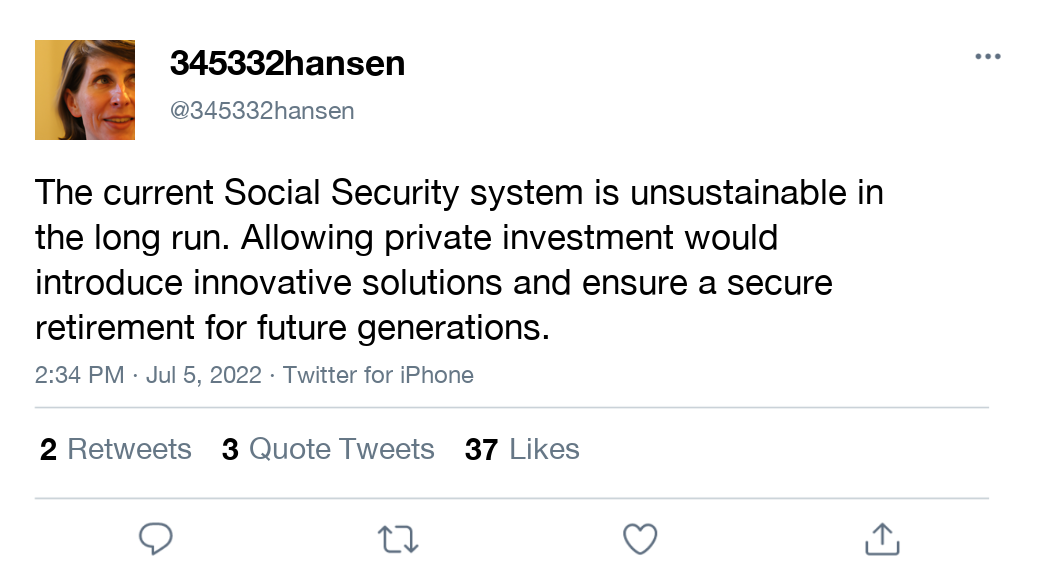 345332hansen
@345332hansen
The current Social Security system is unsustainable in
the long run. Allowing private investment would
introduce innovative solutions and ensure a secure
retirement for future generations.
2:34 PM · Jul 5, 2022 · Twitter for iPhone
2 Retweets 3 Quote Tweets 37 Likes